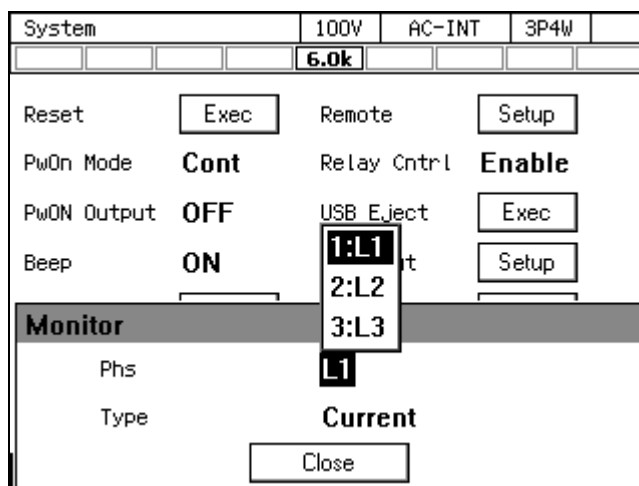 System 100V AC-INT 3P4W
6.0k
Reset Exec Remote Setup
PwOn Mode Cont Relay Cntrl Enable
PwON Output OFF USB Eject Exec
Beep ON 1:L1 t Setup
2:L2
Monitor 3:L3
Phs L1
Type Current
Close